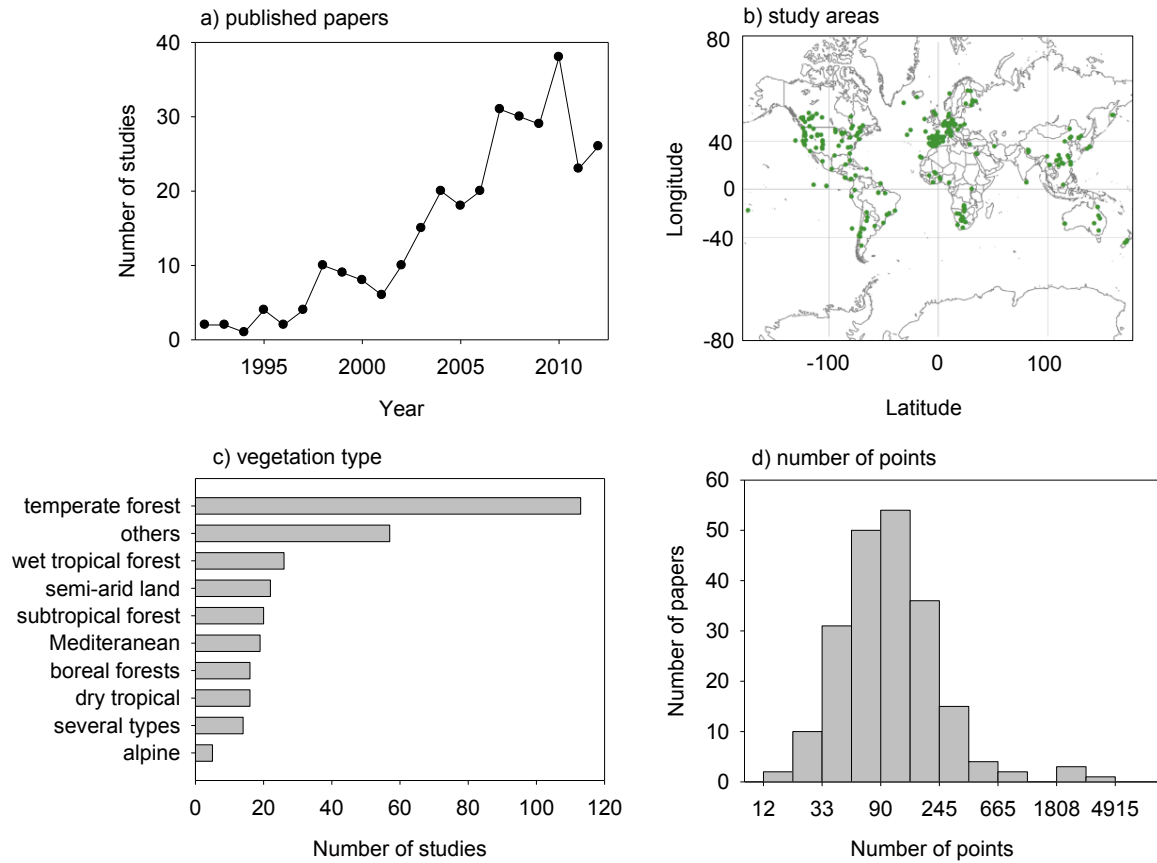 a) published papers
40
30
20
10
0
Number of studies
1995
2000
2005
2010
Year
b) study areas
80
40
0
-40
-80
Longitude
-100
0
100
Latitude
c) vegetation type
temperate forest
others
wet tropical forest
semi-arid land
subtropical forest
Mediteranean
boreal forests
dry tropical
several types
alpine
0
20
40
60
80
100
120
Number of studies
d) number of points
60
50
40
30
20
10
0
Number of papers
12
33
90
245
665
1808
4915
Number of points